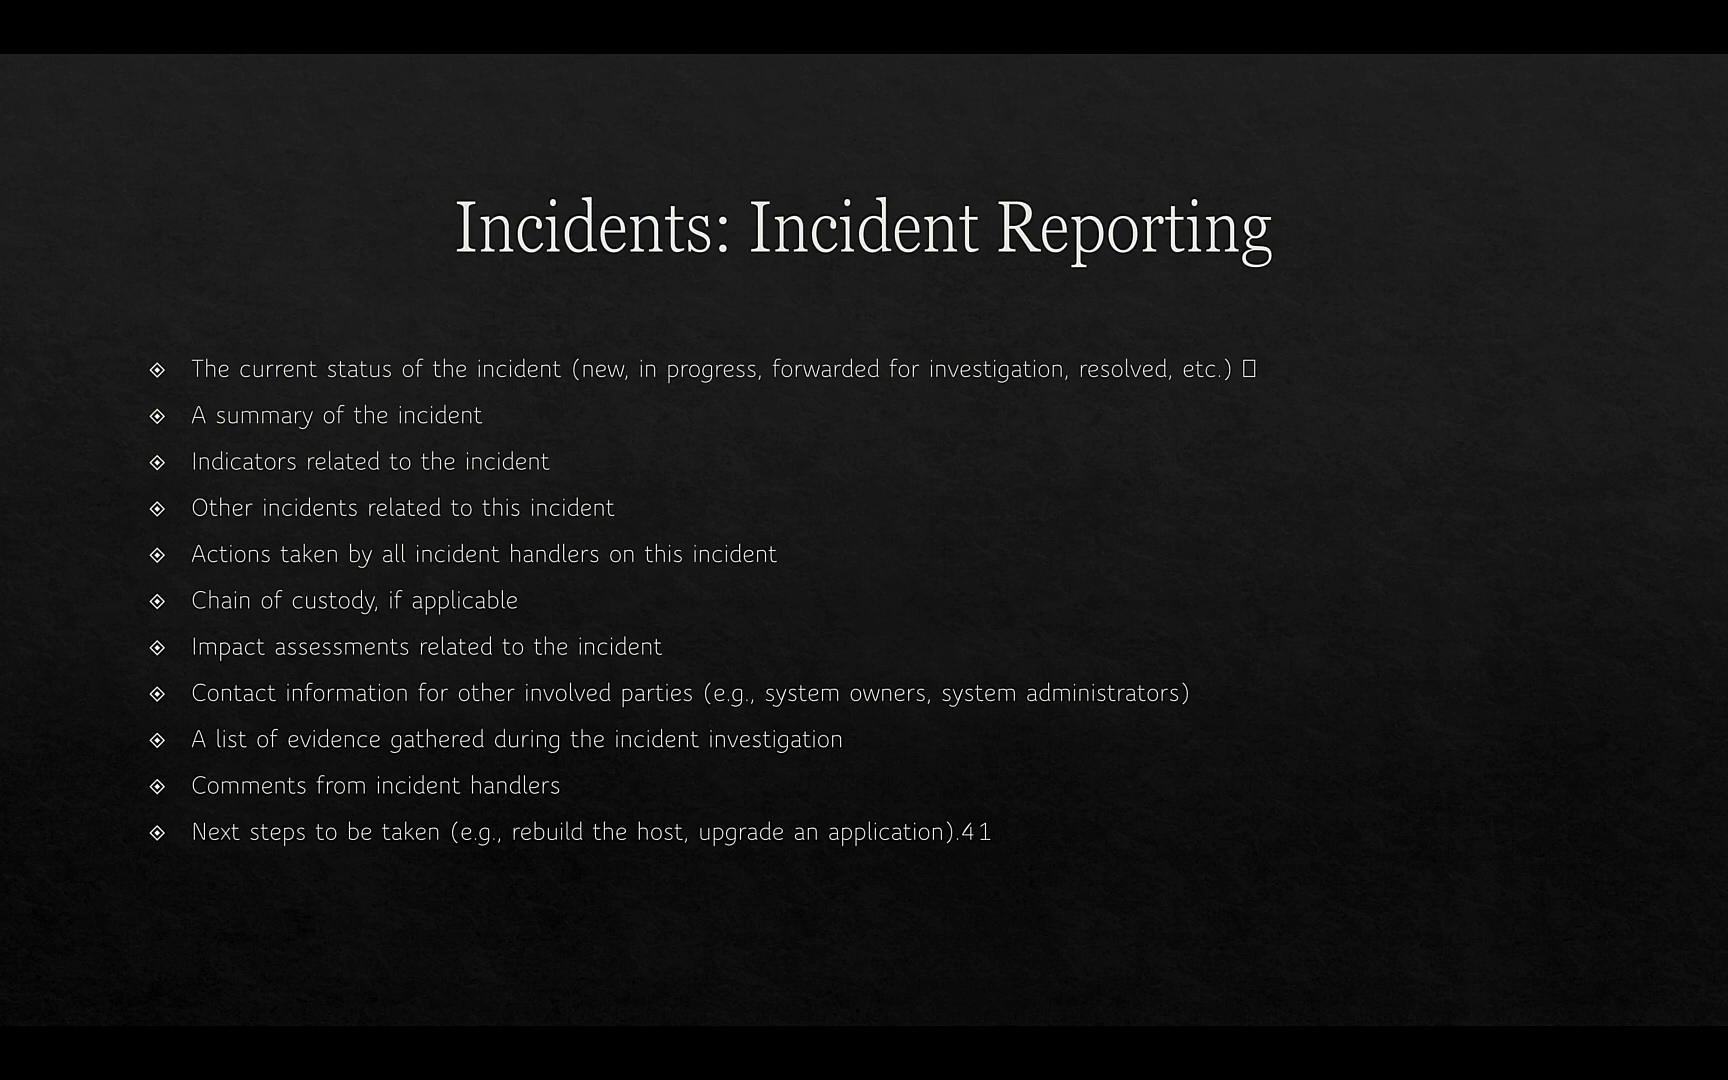 Incidents: Incident Reporting
The current status of the incident (new, in progress, forwarded for investigation, resolved, etc.) 
A summary of the incident
Indicators related to the incident
Other incidents related to this incident
Actions taken by all incident handlers on this incident
Chain of custody, if applicable
Impact assessments related to the incident
Contact information for other involved parties (e.g., system owners, system administrators)
A list of evidence gathered during the incident investigation
Comments from incident handlers
Next steps to be taken (e.g., rebuild the host, upgrade an application).41